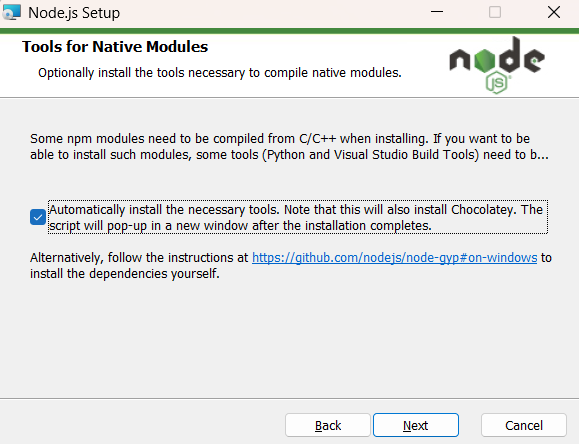 Node.js Setup
Tools for Native Modules
Optionally install the tools necessary to compile native modules.
node
JS
Some npm modules need to be compiled from C/C++ when installing. If you want to be
able to install such modules, some tools (Python and Visual Studio Build Tools) need to b...
Automatically install the necessary tools. Note that this will also install Chocolatey. The
script will pop-up in a new window after the installation completes.
Alternatively, follow the instructions at https://github.com/nodejs/node-gyp#on-windows to
install the dependencies yourself.
Back Next Cancel